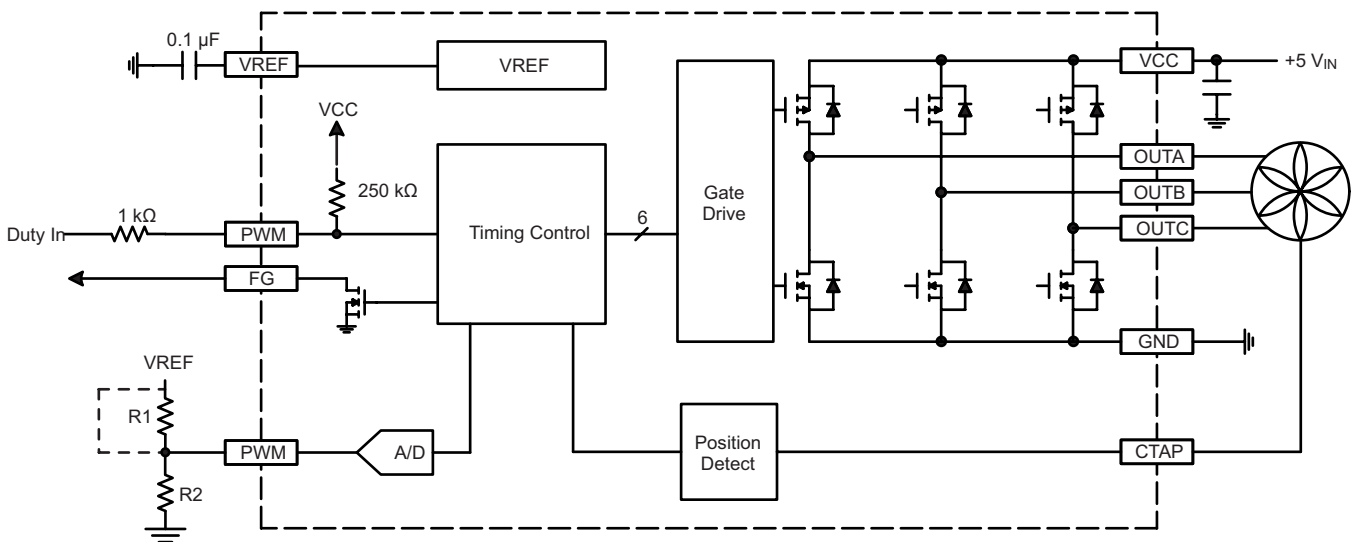 0.1 µF
VREF
VREF
VCC
+5 VIN
VCC
250 kΩ
OUTA
OUTB
OUTC
Gate
Drive
6
Timing Control
Duty In
1 kΩ
PWM
FG
GND
VREF
R1
R2
PWM
A/D
Position
Detect
CTAP